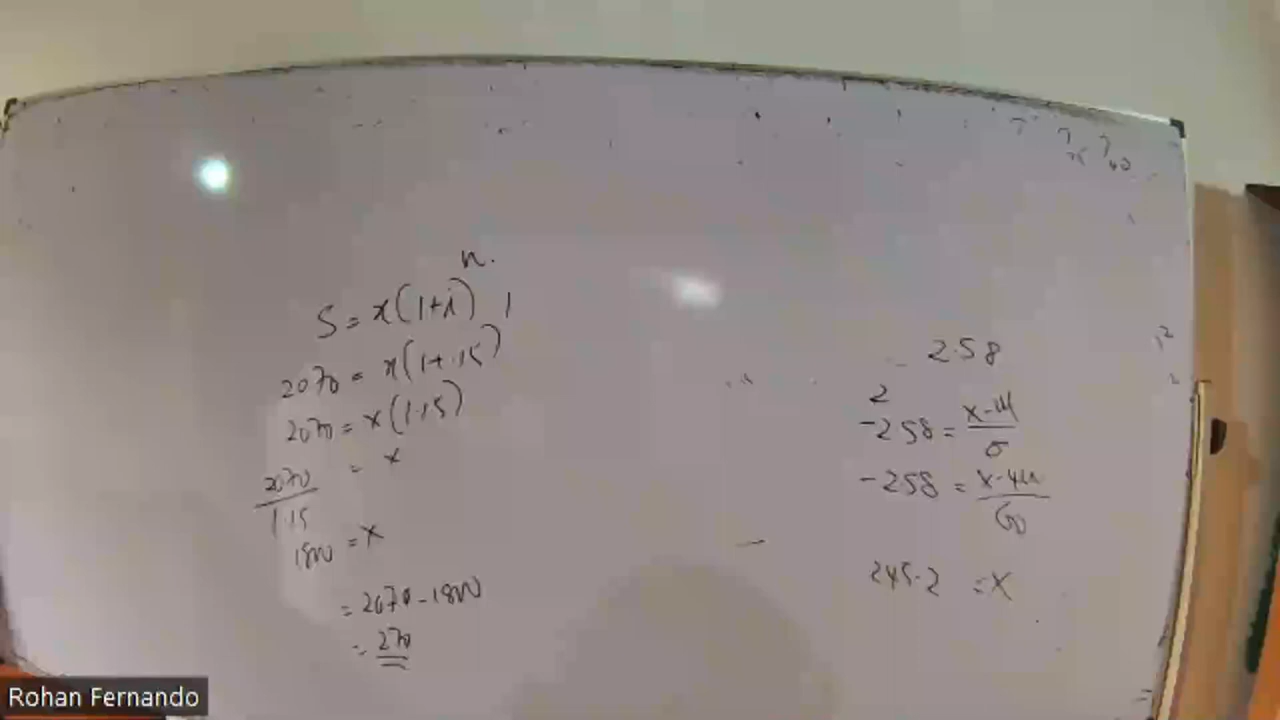 n.
S = x(1+i) 1
2070 = x(1+.15)
2070 = x(1.15)
2070 = x
1.15
1800 = x
= 2070-1800
= 270
2.58
2
-2.58 = x-μ
σ
-2.58 = x-400
60
245.2 = x
Rohan Fernando